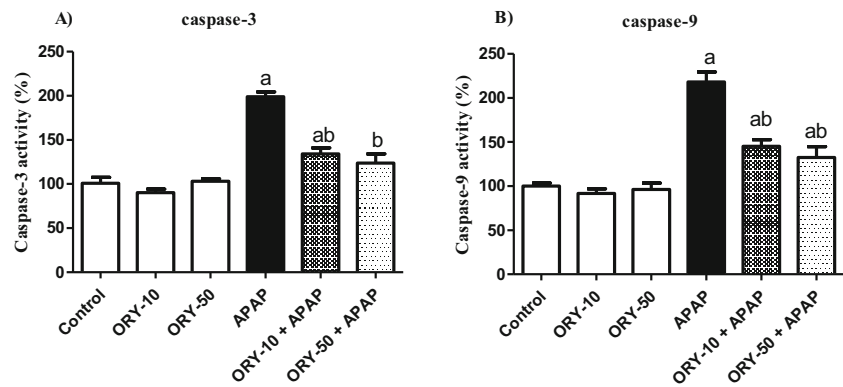 A)
caspase-3
Caspase-3 activity (%)
250
200
150
100
50
0
a
ab
b
Control
ORY-10
ORY-50
APAP
ORY-10 + APAP
ORY-50 + APAP
B)
caspase-9
Caspase-9 activity (%)
250
200
150
100
50
0
a
ab
ab
Control
ORY-10
ORY-50
APAP
ORY-10 + APAP
ORY-50 + APAP